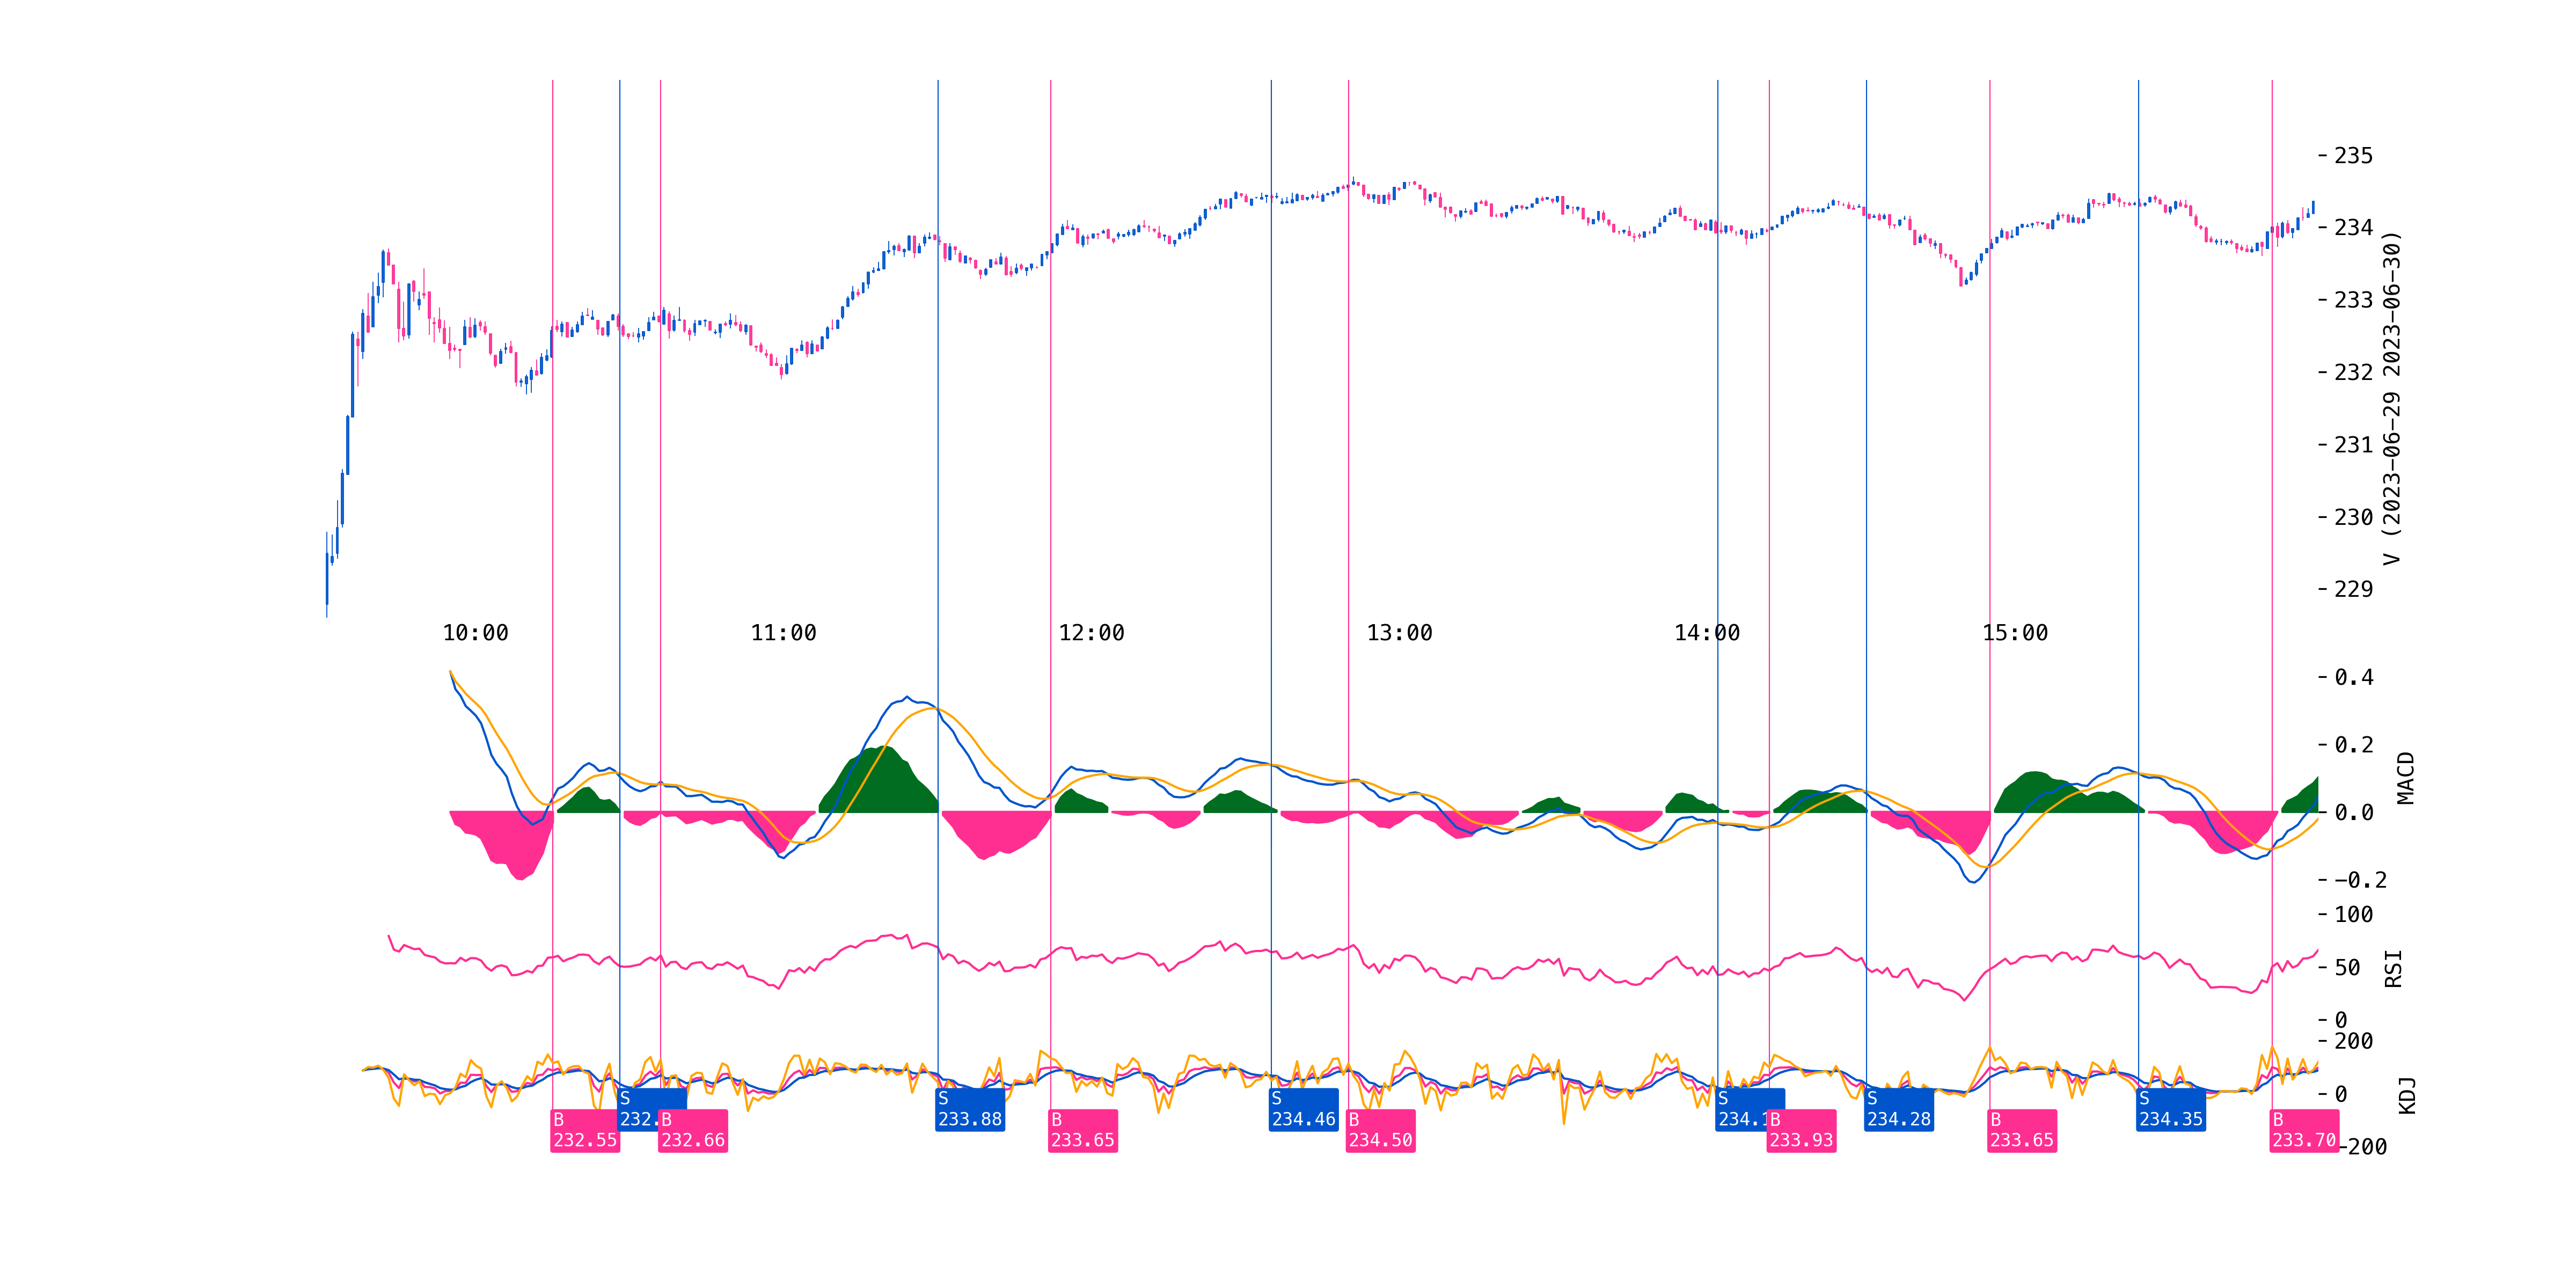 235
234
233
232
231
230
229
V (2023-06-29 2023-06-30)
10:00
11:00
12:00
13:00
14:00
15:00
0.4
0.2
0.0
−0.2
MACD
100
50
0
RSI
200
0
−200
KDJ
S
S
233.88
S
234.46
S
S
234.28
S
234.35
B
232.55
B
232.66
B
233.65
B
234.50
B
233.93
B
233.65
B
233.70